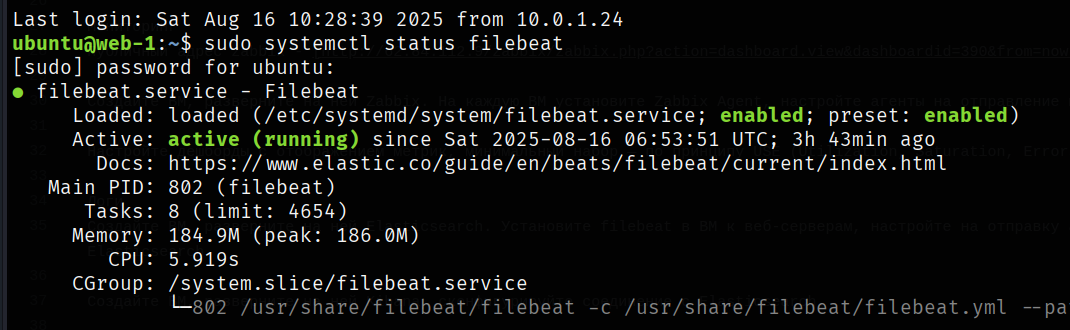 Last login: Sat Aug 16 10:28:39 2025 from 10.0.1.24
ubuntu@web-1:~$ sudo systemctl status filebeat
[sudo] password for ubuntu:
● filebeat.service - Filebeat
Loaded: loaded (/etc/systemd/system/filebeat.service; enabled; preset: enabled)
Active: active (running) since Sat 2025-08-16 06:53:51 UTC; 3h 43min ago
Docs: https://www.elastic.co/guide/en/beats/filebeat/current/index.html
Main PID: 802 (filebeat)
Tasks: 8 (limit: 4654)
Memory: 184.9M (peak: 186.0M)
CPU: 5.919s
CGroup: /system.slice/filebeat.service
└─802 /usr/share/filebeat/filebeat -c /usr/share/filebeat/filebeat.yml --pa